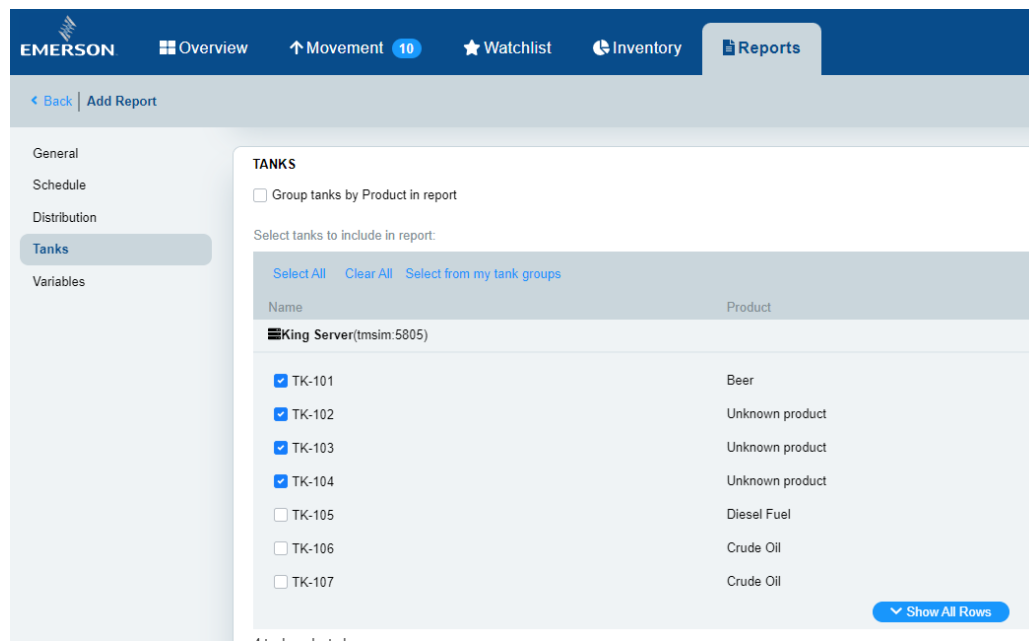 EMERSON
Overview Movement 10 Watchlist Inventory Reports
Back Add Report
General
Schedule
Distribution
Tanks
Variables
TANKS
Group tanks by Product in report
Select tanks to include in report:
Select All Clear All Select from my tank groups
Name Product
King Server(tmsim:5805)
TK-101 Beer
TK-102 Unknown product
TK-103 Unknown product
TK-104 Unknown product
TK-105 Diesel Fuel
TK-106 Crude Oil
TK-107 Crude Oil
Show All Rows